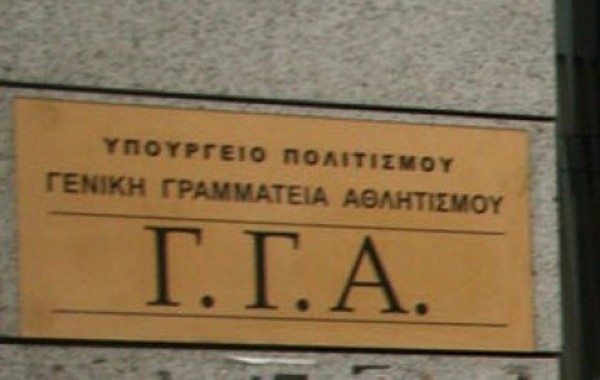 ΥΠΟΥΡΓΕΙΟ ΠΟΛΙΤΙΣΜΟΥ
ΓΕΝΙΚΗ ΓΡΑΜΜΑΤΕΙΑ ΑΘΛΗΤΙΣΜΟΥ
Γ.Γ.Α.